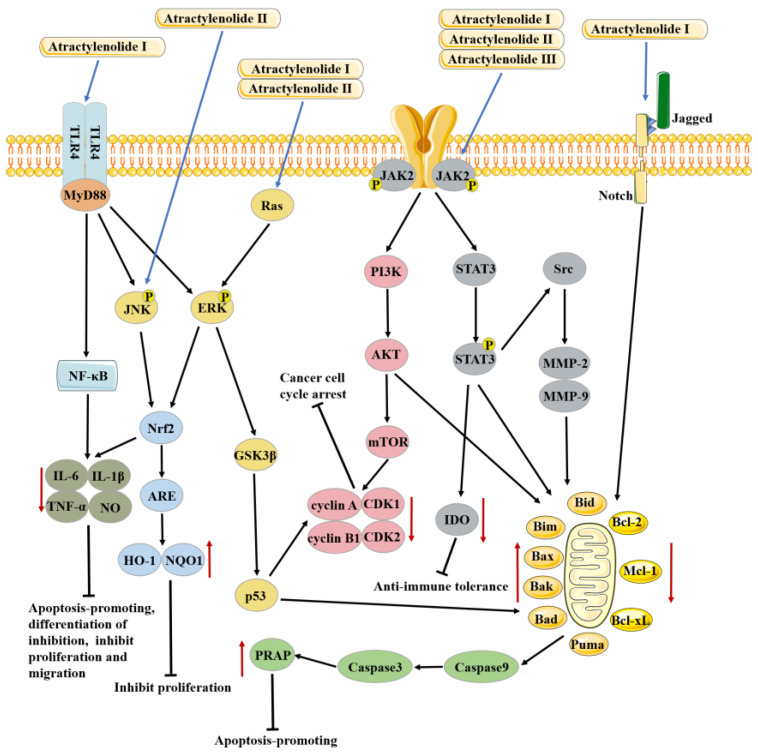 Atractylenolide I
Atractylenolide II
Atractylenolide I
Atractylenolide II
Atractylenolide I
Atractylenolide II
Atractylenolide III
Atractylenolide I
TLR4
TLR4
MyD88
Ras
JAK2
P
JAK2
P
Jagged
Notch
JNK
P
ERK
P
PI3K
STAT3
Src
NF-κB
AKT
STAT3
P
MMP-2
MMP-9
Cancer cell
cycle arrest
Nrf2
GSK3β
mTOR
IL-6
IL-1β
TNF-α
NO
ARE
cyclin A
CDK1
cyclin B1
CDK2
IDO
Bid
Bim
Bcl-2
Bax
Mcl-1
Bak
Bad
Bcl-xL
Puma
HO-1
NQO1
p53
Anti-immune tolerance
Apoptosis-promoting,
differentiation of
inhibition, inhibit
proliferation and
migration
Inhibit proliferation
PRAP
Caspase3
Caspase9
Apoptosis-promoting